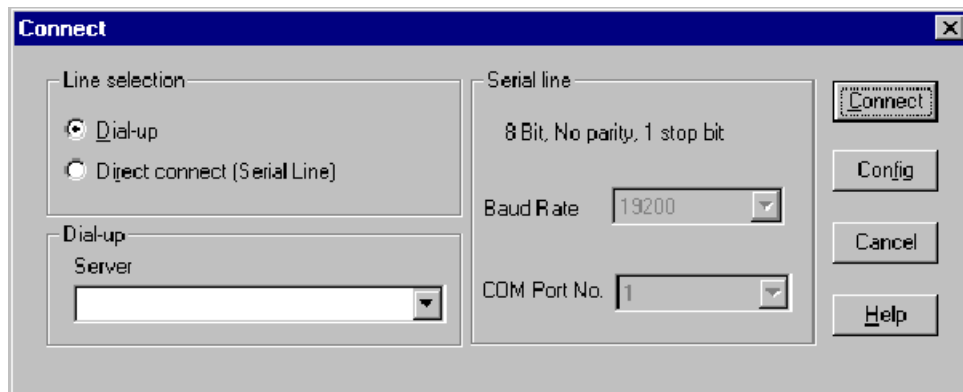 Connect
Line selection
Dial-up
Direct connect (Serial Line)
Dial-up
Server
Serial line
8 Bit, No parity, 1 stop bit
Baud Rate 19200
COM Port No. 1
Connect
Config
Cancel
Help